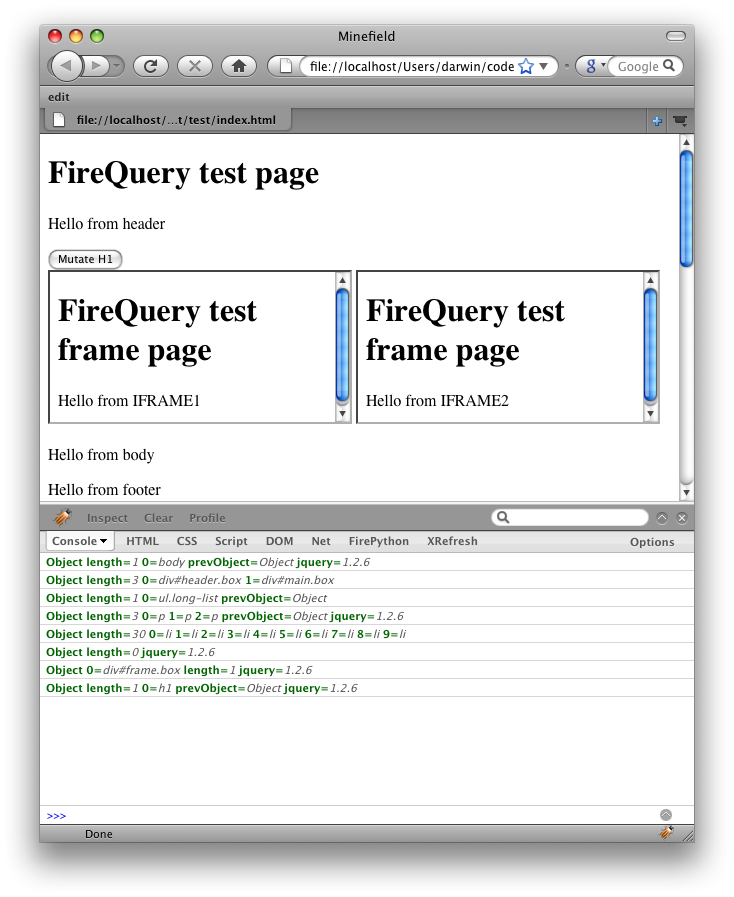 Minefield
file://localhost/Users/darwin/code
Google
edit
file://localhost/...t/test/index.html
FireQuery test page
Hello from header
Mutate H1
FireQuery test
frame page
Hello from IFRAME1
FireQuery test
frame page
Hello from IFRAME2
Hello from body
Hello from footer
Inspect Clear Profile
Console HTML CSS Script DOM Net FirePython XRefresh Options
Object length=1 0=body prevObject=Object jquery=1.2.6
Object length=3 0=div#header.box 1=div#main.box
Object length=1 0=ul.long-list prevObject=Object
Object length=3 0=p 1=p 2=p prevObject=Object jquery=1.2.6
Object length=30 0=li 1=li 2=li 3=li 4=li 5=li 6=li 7=li 8=li 9=li
Object length=0 jquery=1.2.6
Object 0=div#frame.box length=1 jquery=1.2.6
Object length=1 0=h1 prevObject=Object jquery=1.2.6
>>>
Done